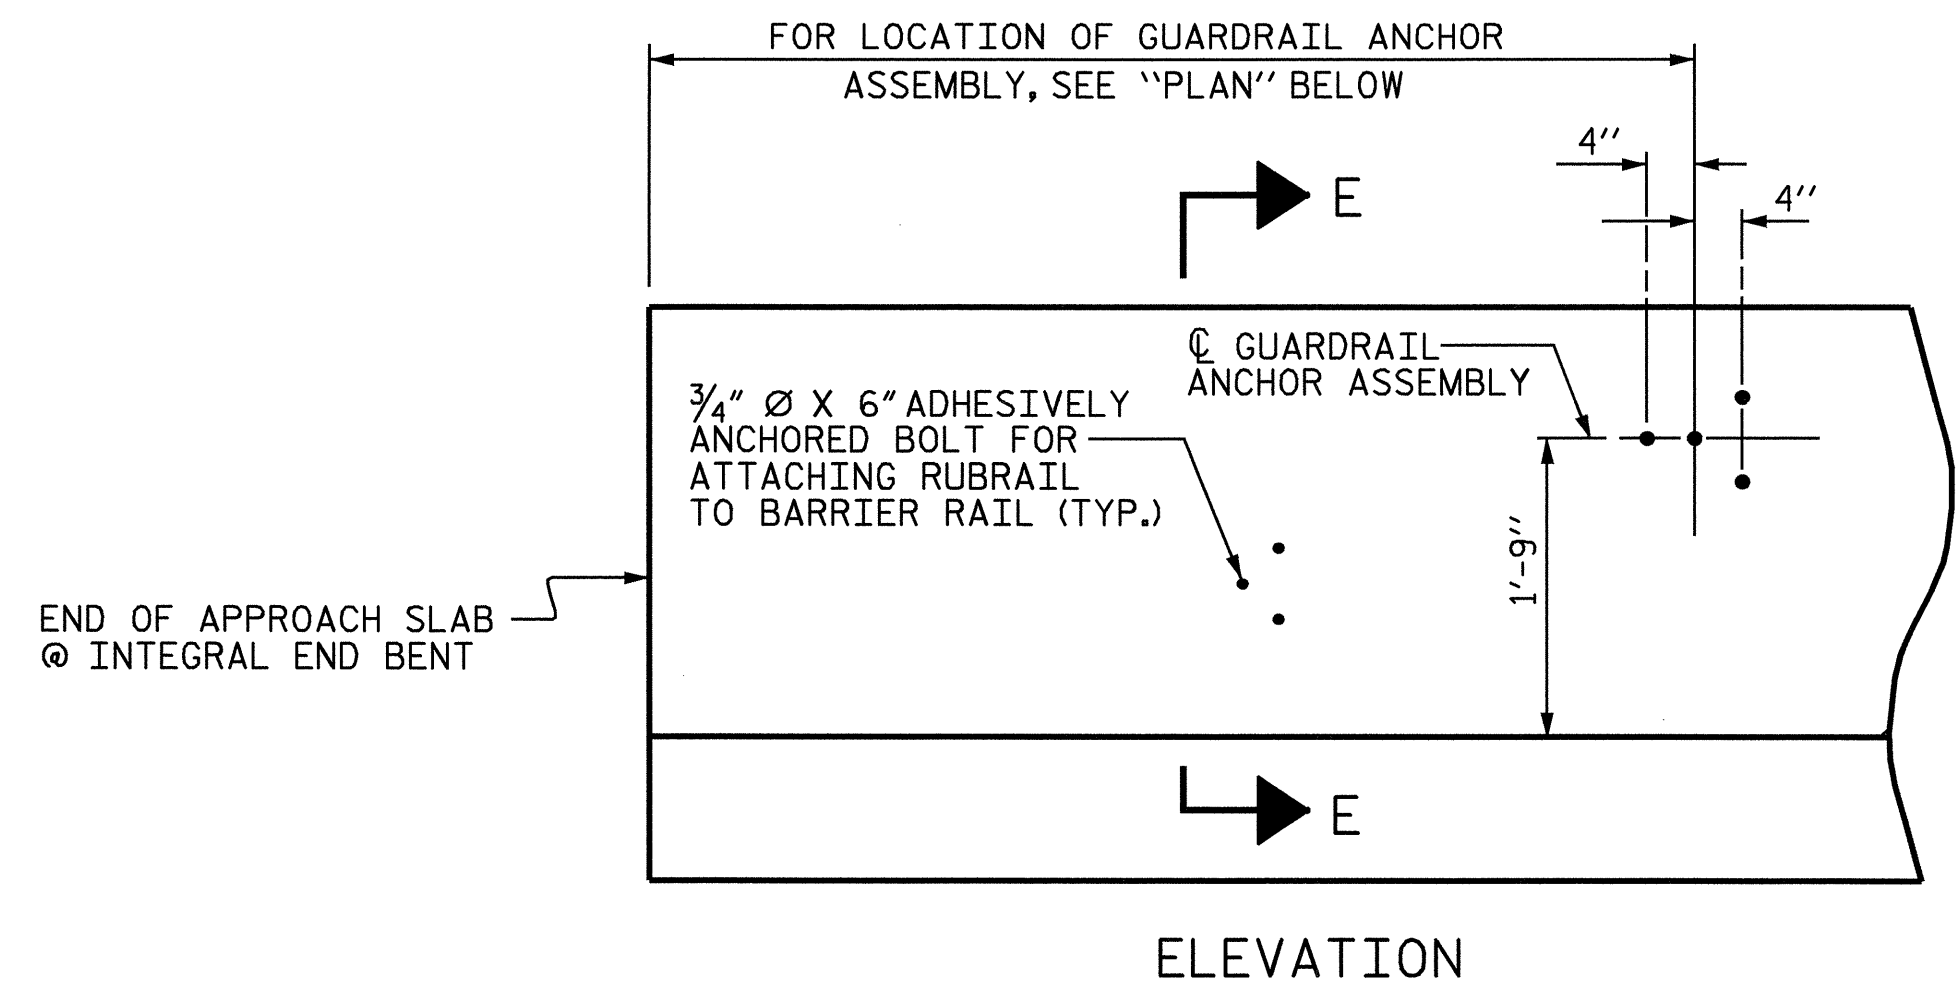 FOR LOCATION OF GUARDRAIL ANCHOR
ASSEMBLY, SEE "PLAN" BELOW
4"
4"
E
℄ GUARDRAIL
ANCHOR ASSEMBLY
3/4" Ø X 6" ADHESIVELY
ANCHORED BOLT FOR
ATTACHING RUBRAIL
TO BARRIER RAIL (TYP.)
1'-9"
END OF APPROACH SLAB
@ INTEGRAL END BENT
E
ELEVATION